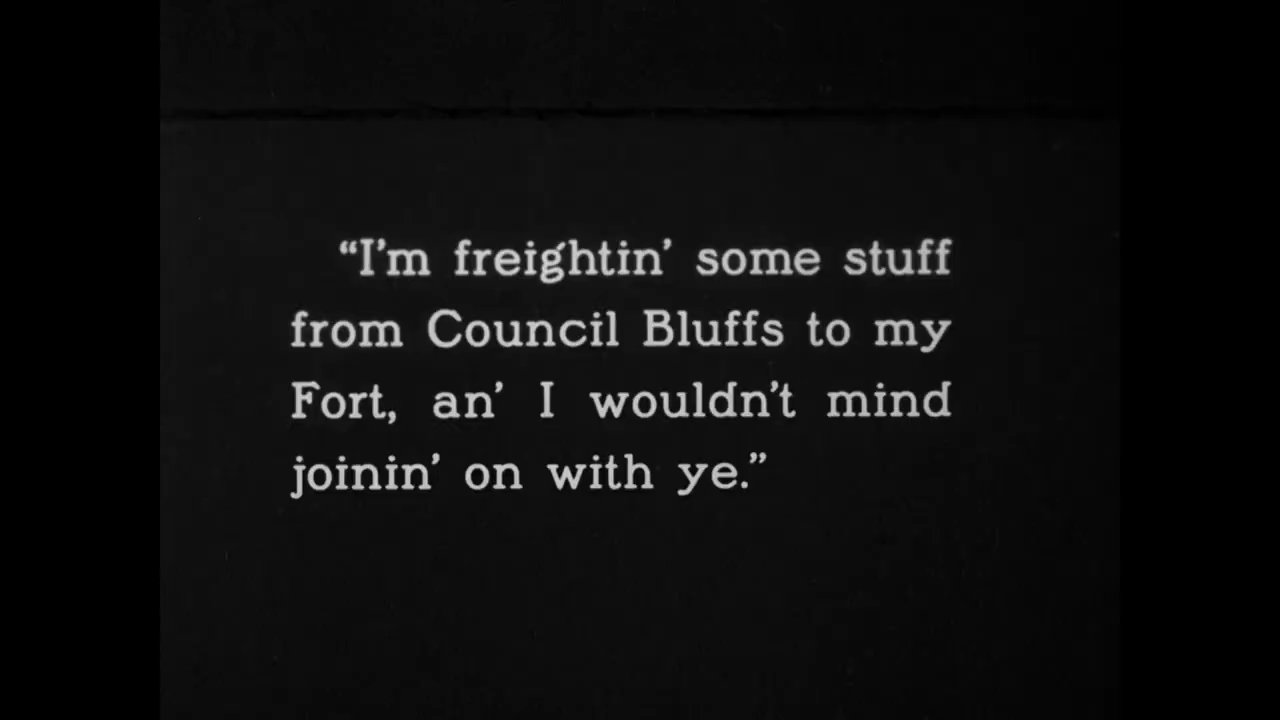 “I’m freightin’ some stuff
from Council Bluffs to my
Fort, an’ I wouldn’t mind
joinin’ on with ye.”